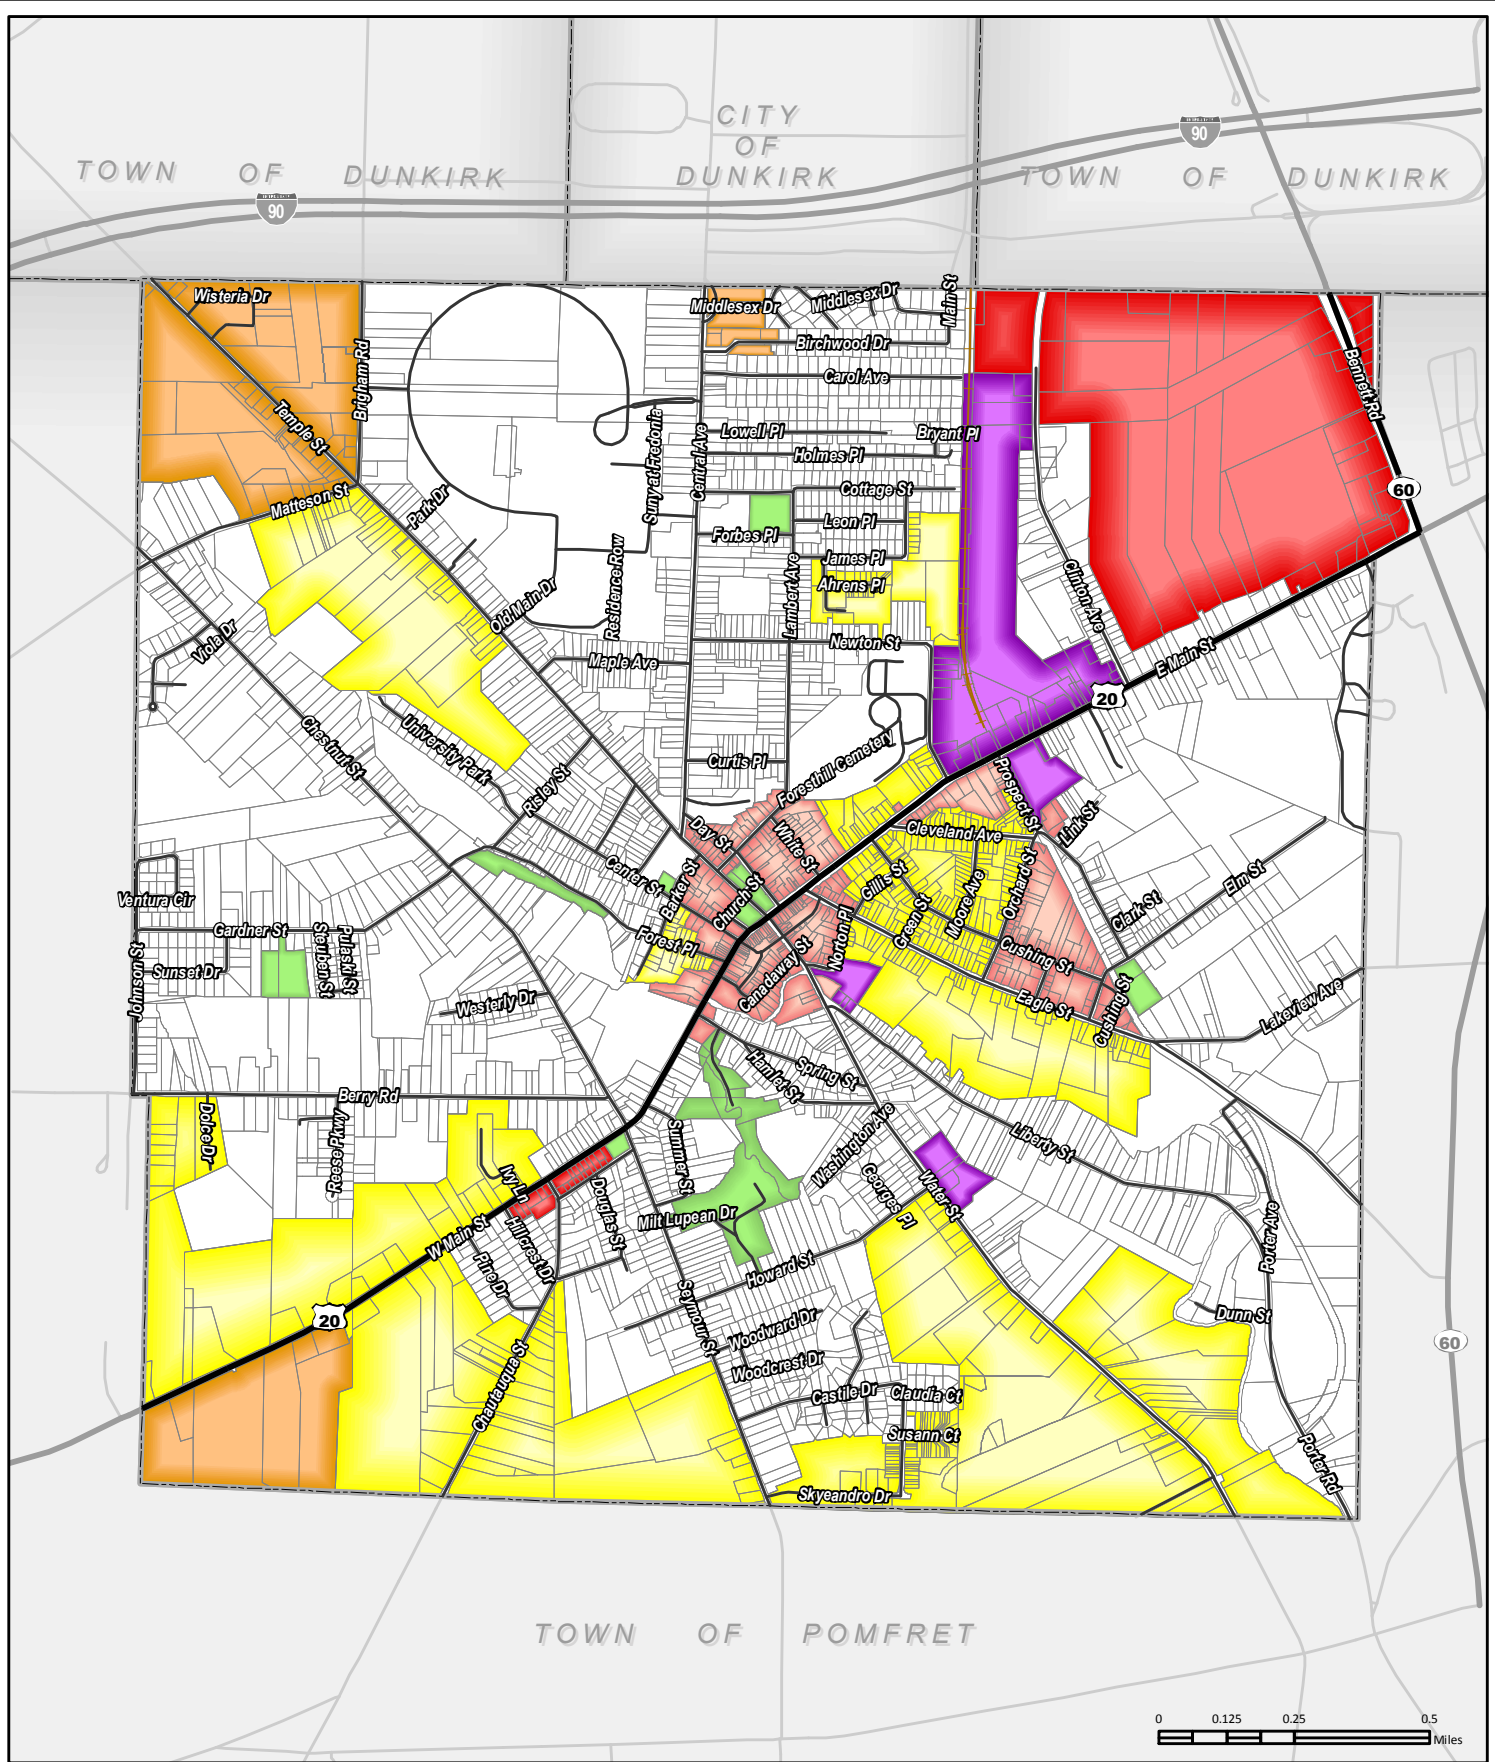 CITY
OF
DUNKIRK
TOWN OF DUNKIRK
TOWN OF DUNKIRK
90
90
Wisteria Dr
Middlesex Dr
Middlesex Dr
Main St
Birchwood Dr
Brigham Rd
Carol Ave
Bennett Rd
Temple St
Lowell Pl
Bryant Pl
Suny at Fredonia
Central Ave
Holmes Pl
60
Matteson St
Park Dr
Cottage St
Leon Pl
Forbes Pl
James Pl
Ahrens Pl
Lambert Ave
Clinton Ave
Residence Row
Old Main Dr
Viola Dr
Newton St
Maple Ave
E Main St
20
Chestnut St
University Park
Curtis Pl
Foresthill Cemetery
Risley St
Prospect St
Link St
Day St
White St
Cleveland Ave
Center St
Barker St
Church St
Gillis St
Moore Ave
Orchard St
Green St
Clark St
Elm St
Ventura Cir
Gardner St
Steuben St
Pulaski St
Sunset Dr
Johnson St
Forest Pl
Norton Pl
Canadaway St
Cushing St
Eagle St
Cushing St
Westerly Dr
Lakeview Ave
Hamlet St
Spring St
Berry Rd
Dolce Dr
Reese Pkwy
Summer St
Washington Ave
Liberty St
Ivy Ln
Georges Pl
Water St
Douglas St
Milt Lupean Dr
Hillcrest Dr
W Main St
Pine Dr
Howard St
Porter Ave
20
Seymour St
Woodward Dr
Dunn St
60
Woodcrest Dr
Chautauqua St
Castile Dr
Claudia Ct
Susann Ct
Porter Rd
Skyeandro Dr
TOWN OF POMFRET
0 0.125 0.25 0.5
Miles